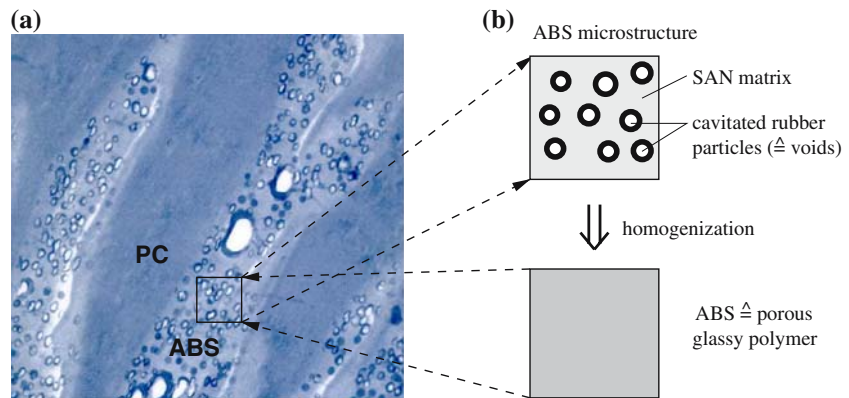 (a)
(b)
ABS microstructure
SAN matrix
cavitated rubber
particles (≙ voids)
homogenization
PC
ABS
ABS ≙ porous
glassy polymer